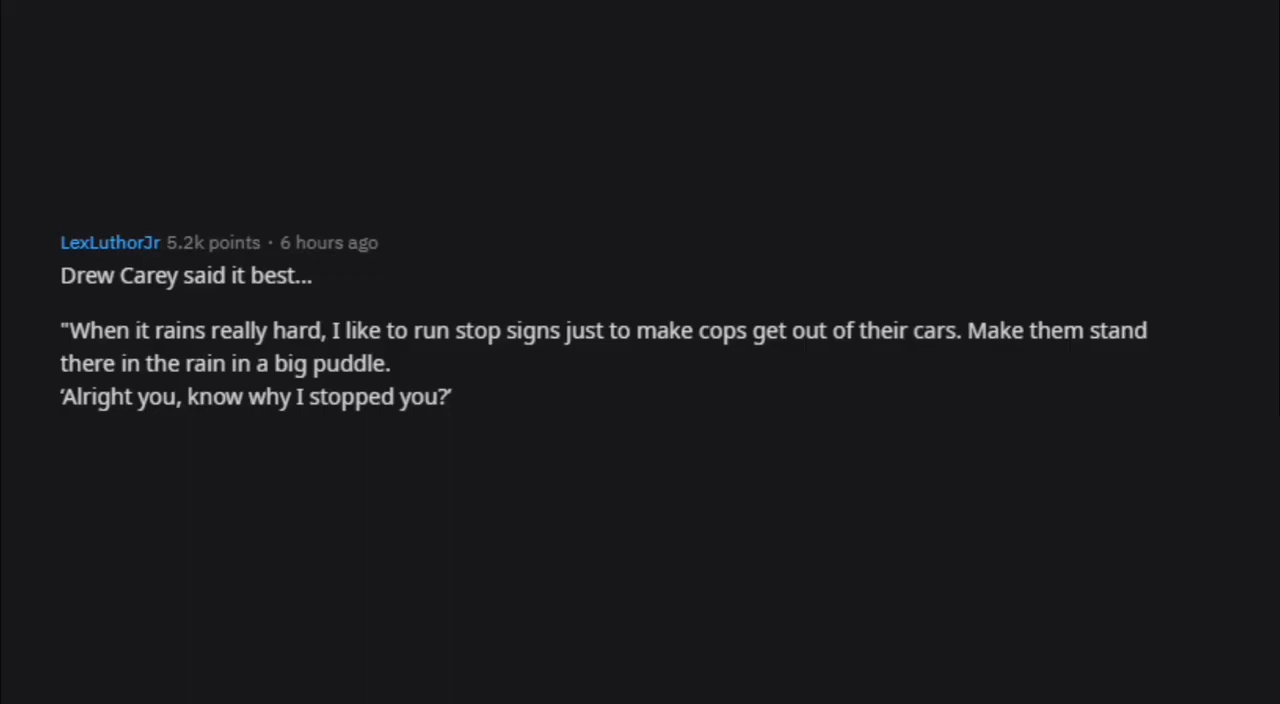 LexLuthorJr 5.2k points · 6 hours ago
Drew Carey said it best...
"When it rains really hard, I like to run stop signs just to make cops get out of their cars. Make them stand
there in the rain in a big puddle.
‘Alright you, know why I stopped you?’